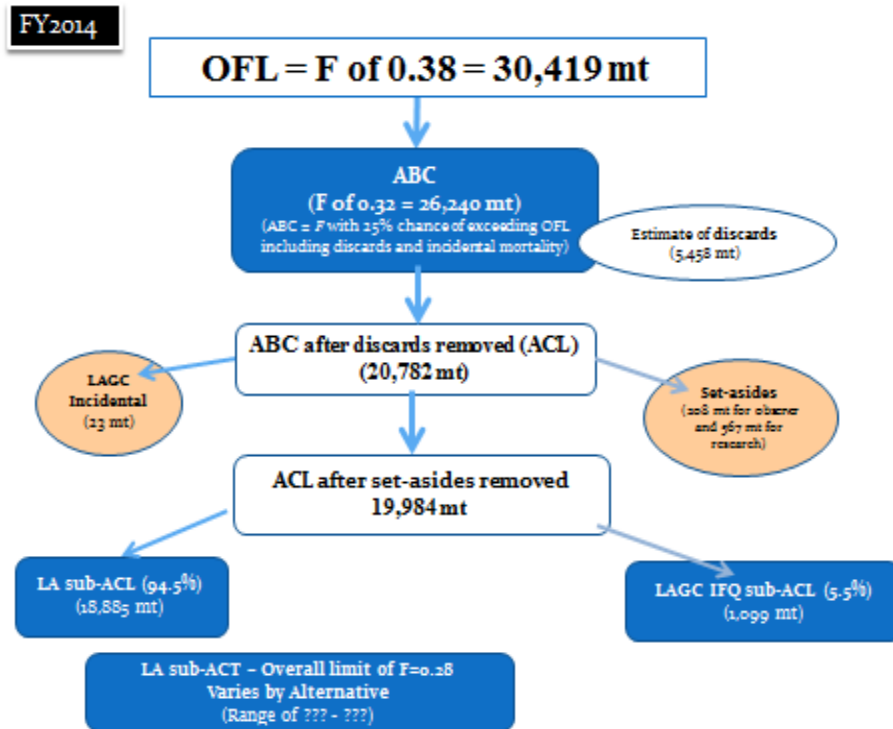 FY2014
OFL = F of 0.38 = 30,419 mt
ABC
(F of 0.32 = 26,240 mt)
(ABC = F with 25% chance of exceeding OFL
including discards and incidental mortality)
Estimate of discards
(5,458 mt)
ABC after discards removed (ACL)
(20,782 mt)
LAGC
Incidental
(23 mt)
Set-asides
(208 mt for observer
and 567 mt for
research)
ACL after set-asides removed
19,984 mt
LA sub-ACL (94.5%)
(18,885 mt)
LAGC IFQ sub-ACL (5.5%)
(1,099 mt)
LA sub-ACT – Overall limit of F=0.28
Varies by Alternative
(Range of ??? - ???)